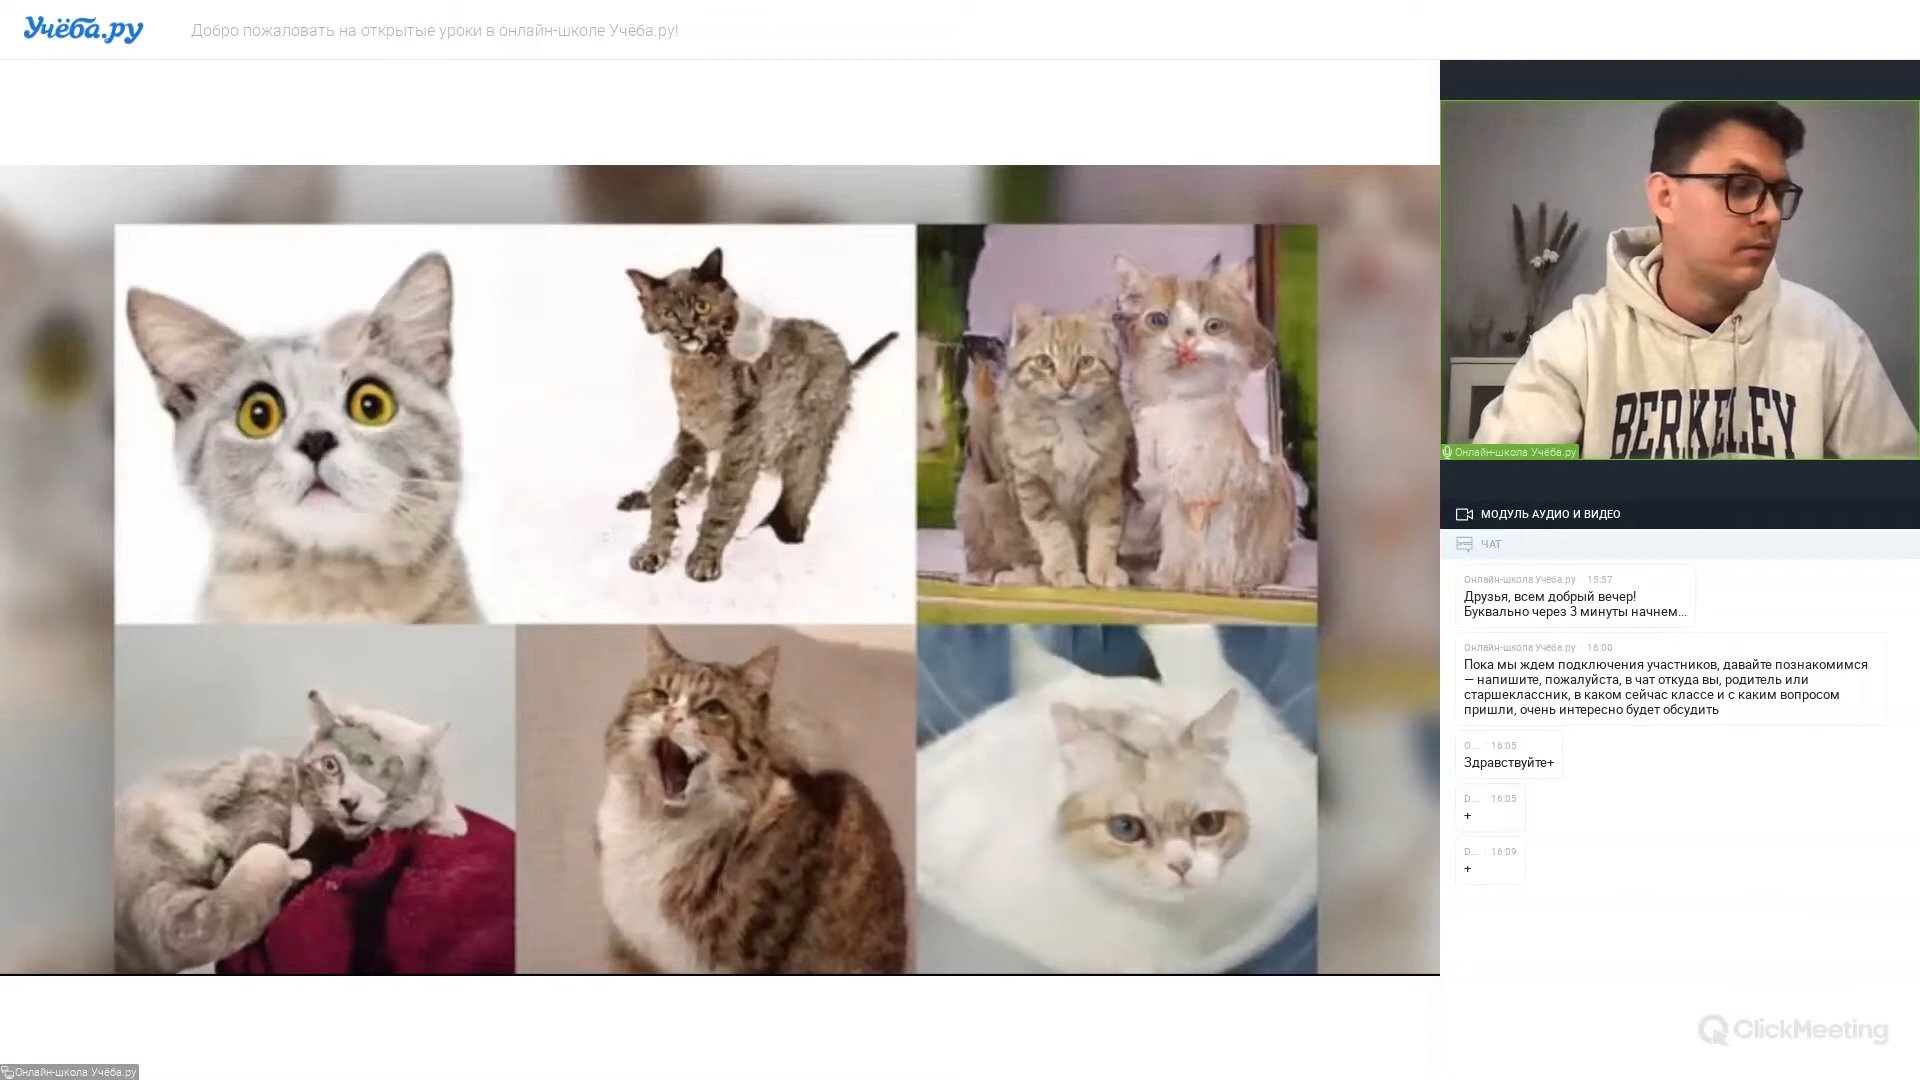 Учёба.ру
Добро пожаловать на открытые уроки в онлайн-школе Учёба.ру!
BERKELEY
Онлайн-школа Учёба.ру
МОДУЛЬ АУДИО И ВИДЕО
ЧАТ
Онлайн-школа Учёба.ру 15:57
Друзья, всем добрый вечер!
Буквально через 3 минуты начнем...
Онлайн-школа Учёба.ру 16:00
Пока мы ждем подключения участников, давайте познакомимся
— напишите, пожалуйста, в чат откуда вы, родитель или
старшеклассник, в каком сейчас классе и с каким вопросом
пришли, очень интересно будет обсудить
О... 16:05
Здравствуйте+
D... 16:05
+
D... 16:09
+
ClickMeeting
Онлайн-школа Учёба.ру